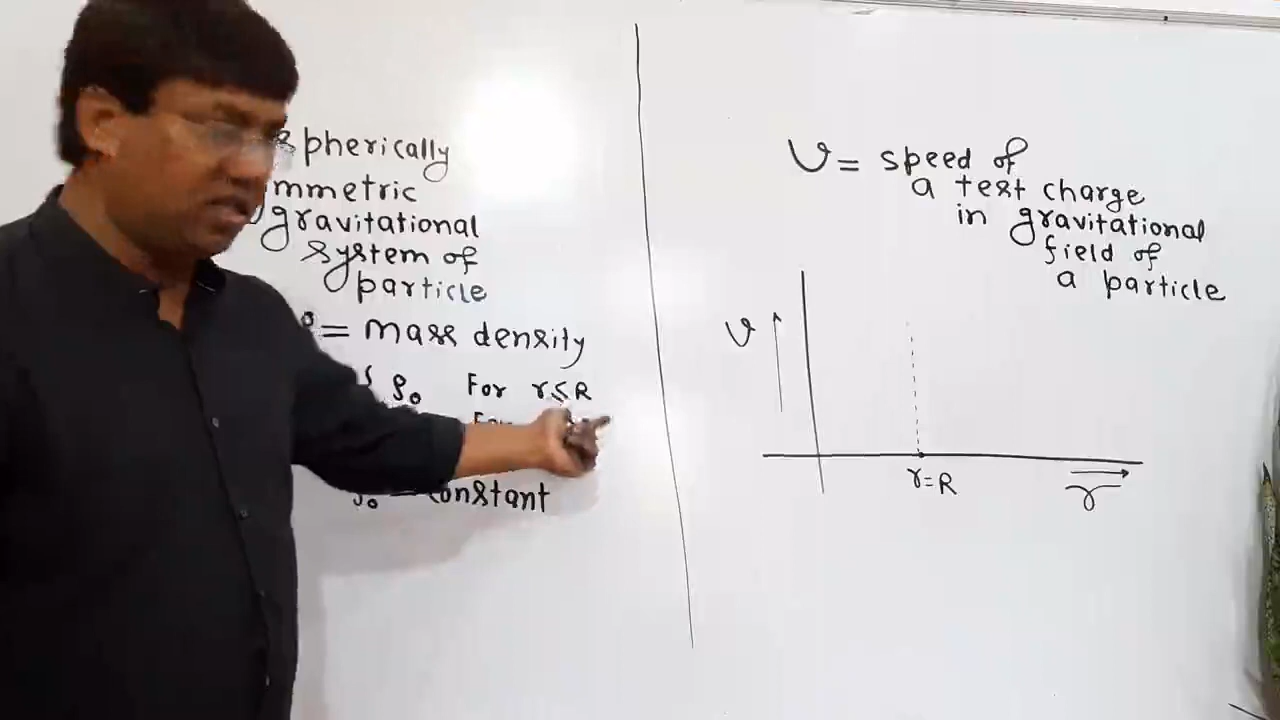 spherically
mmetric
gravitational
system of
particle
= mass density
ρ₀ For r ≤ R
ρ₀ = constant
v = speed of
a test charge
in gravitational
field of
a particle
v
r = R
r